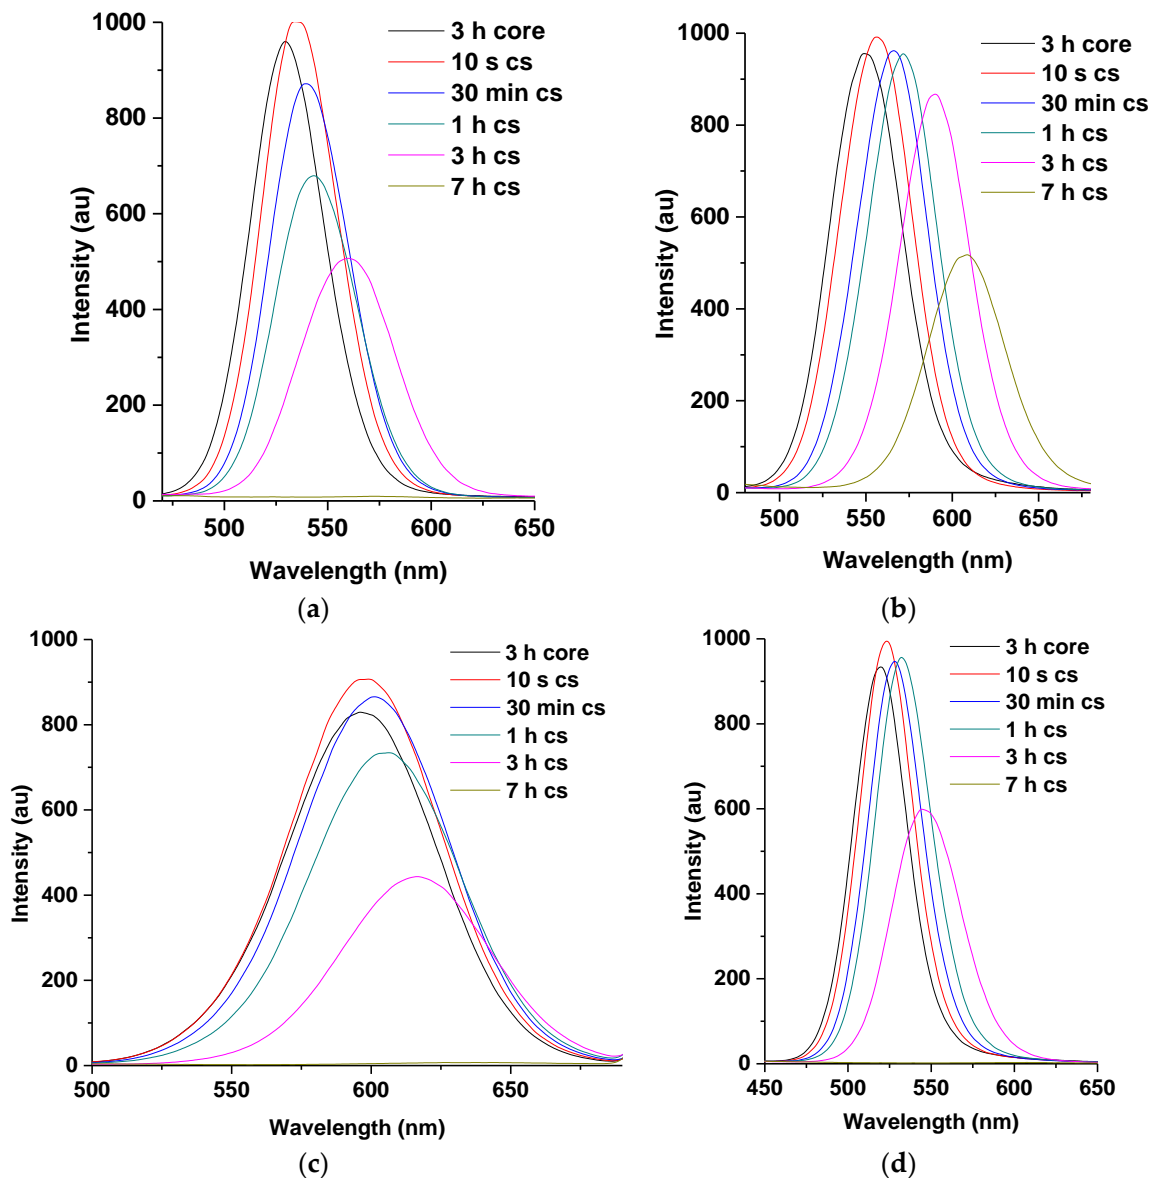 1000
800
600
400
200
0
Intensity (au)
3 h core
10 s cs
30 min cs
1 h cs
3 h cs
7 h cs
500
550
600
650
Wavelength (nm)
(a)
1000
800
600
400
200
0
Intensity (au)
3 h core
10 s cs
30 min cs
1 h cs
3 h cs
7 h cs
500
550
600
650
Wavelength (nm)
(b)
1000
800
600
400
200
0
Intensity (au)
3 h core
10 s cs
30 min cs
1 h cs
3 h cs
7 h cs
500
550
600
650
Wavelength (nm)
(c)
1000
800
600
400
200
0
Intensity (au)
3 h core
10 s cs
30 min cs
1 h cs
3 h cs
7 h cs
450
500
550
600
650
Wavelength (nm)
(d)